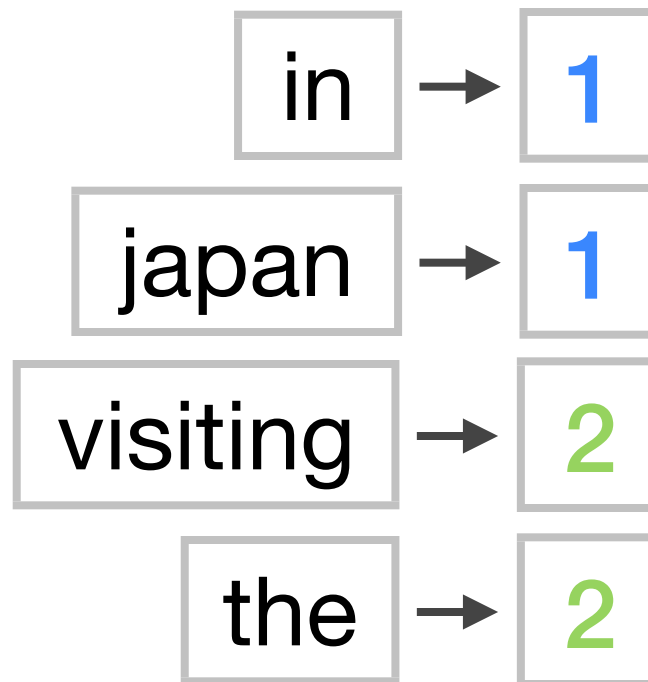 in → 1
japan → 1
visiting → 2
the → 2